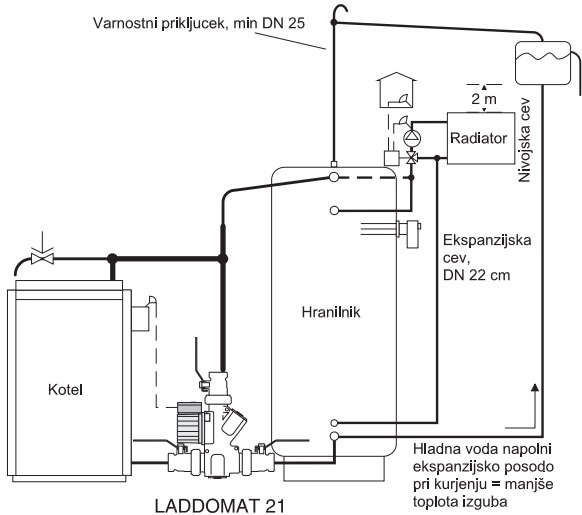 Varnostni prikljucek, min DN 25
2 m
Radiator
Nivojska cev
Ekspanzijska
cev,
DN 22 cm
Hranilnik
Kotel
Hladna voda napolni
ekspanzijsko posodo
pri kurjenju = manjše
toplota izguba
LADDOMAT 21